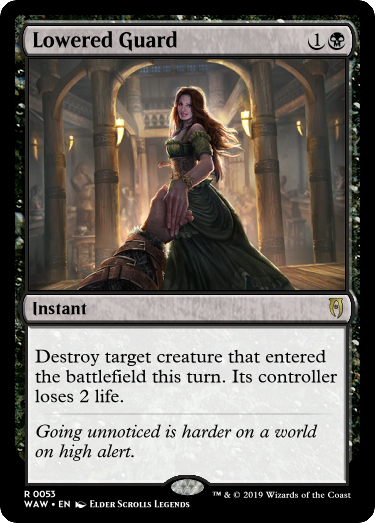 Lowered Guard 1
Instant
Destroy target creature that entered
the battlefield this turn. Its controller
loses 2 life.
Going unnoticed is harder on a world
on high alert.
R 0053
WAW • EN Elder Scrolls Legends
™ & © 2019 Wizards of the Coast